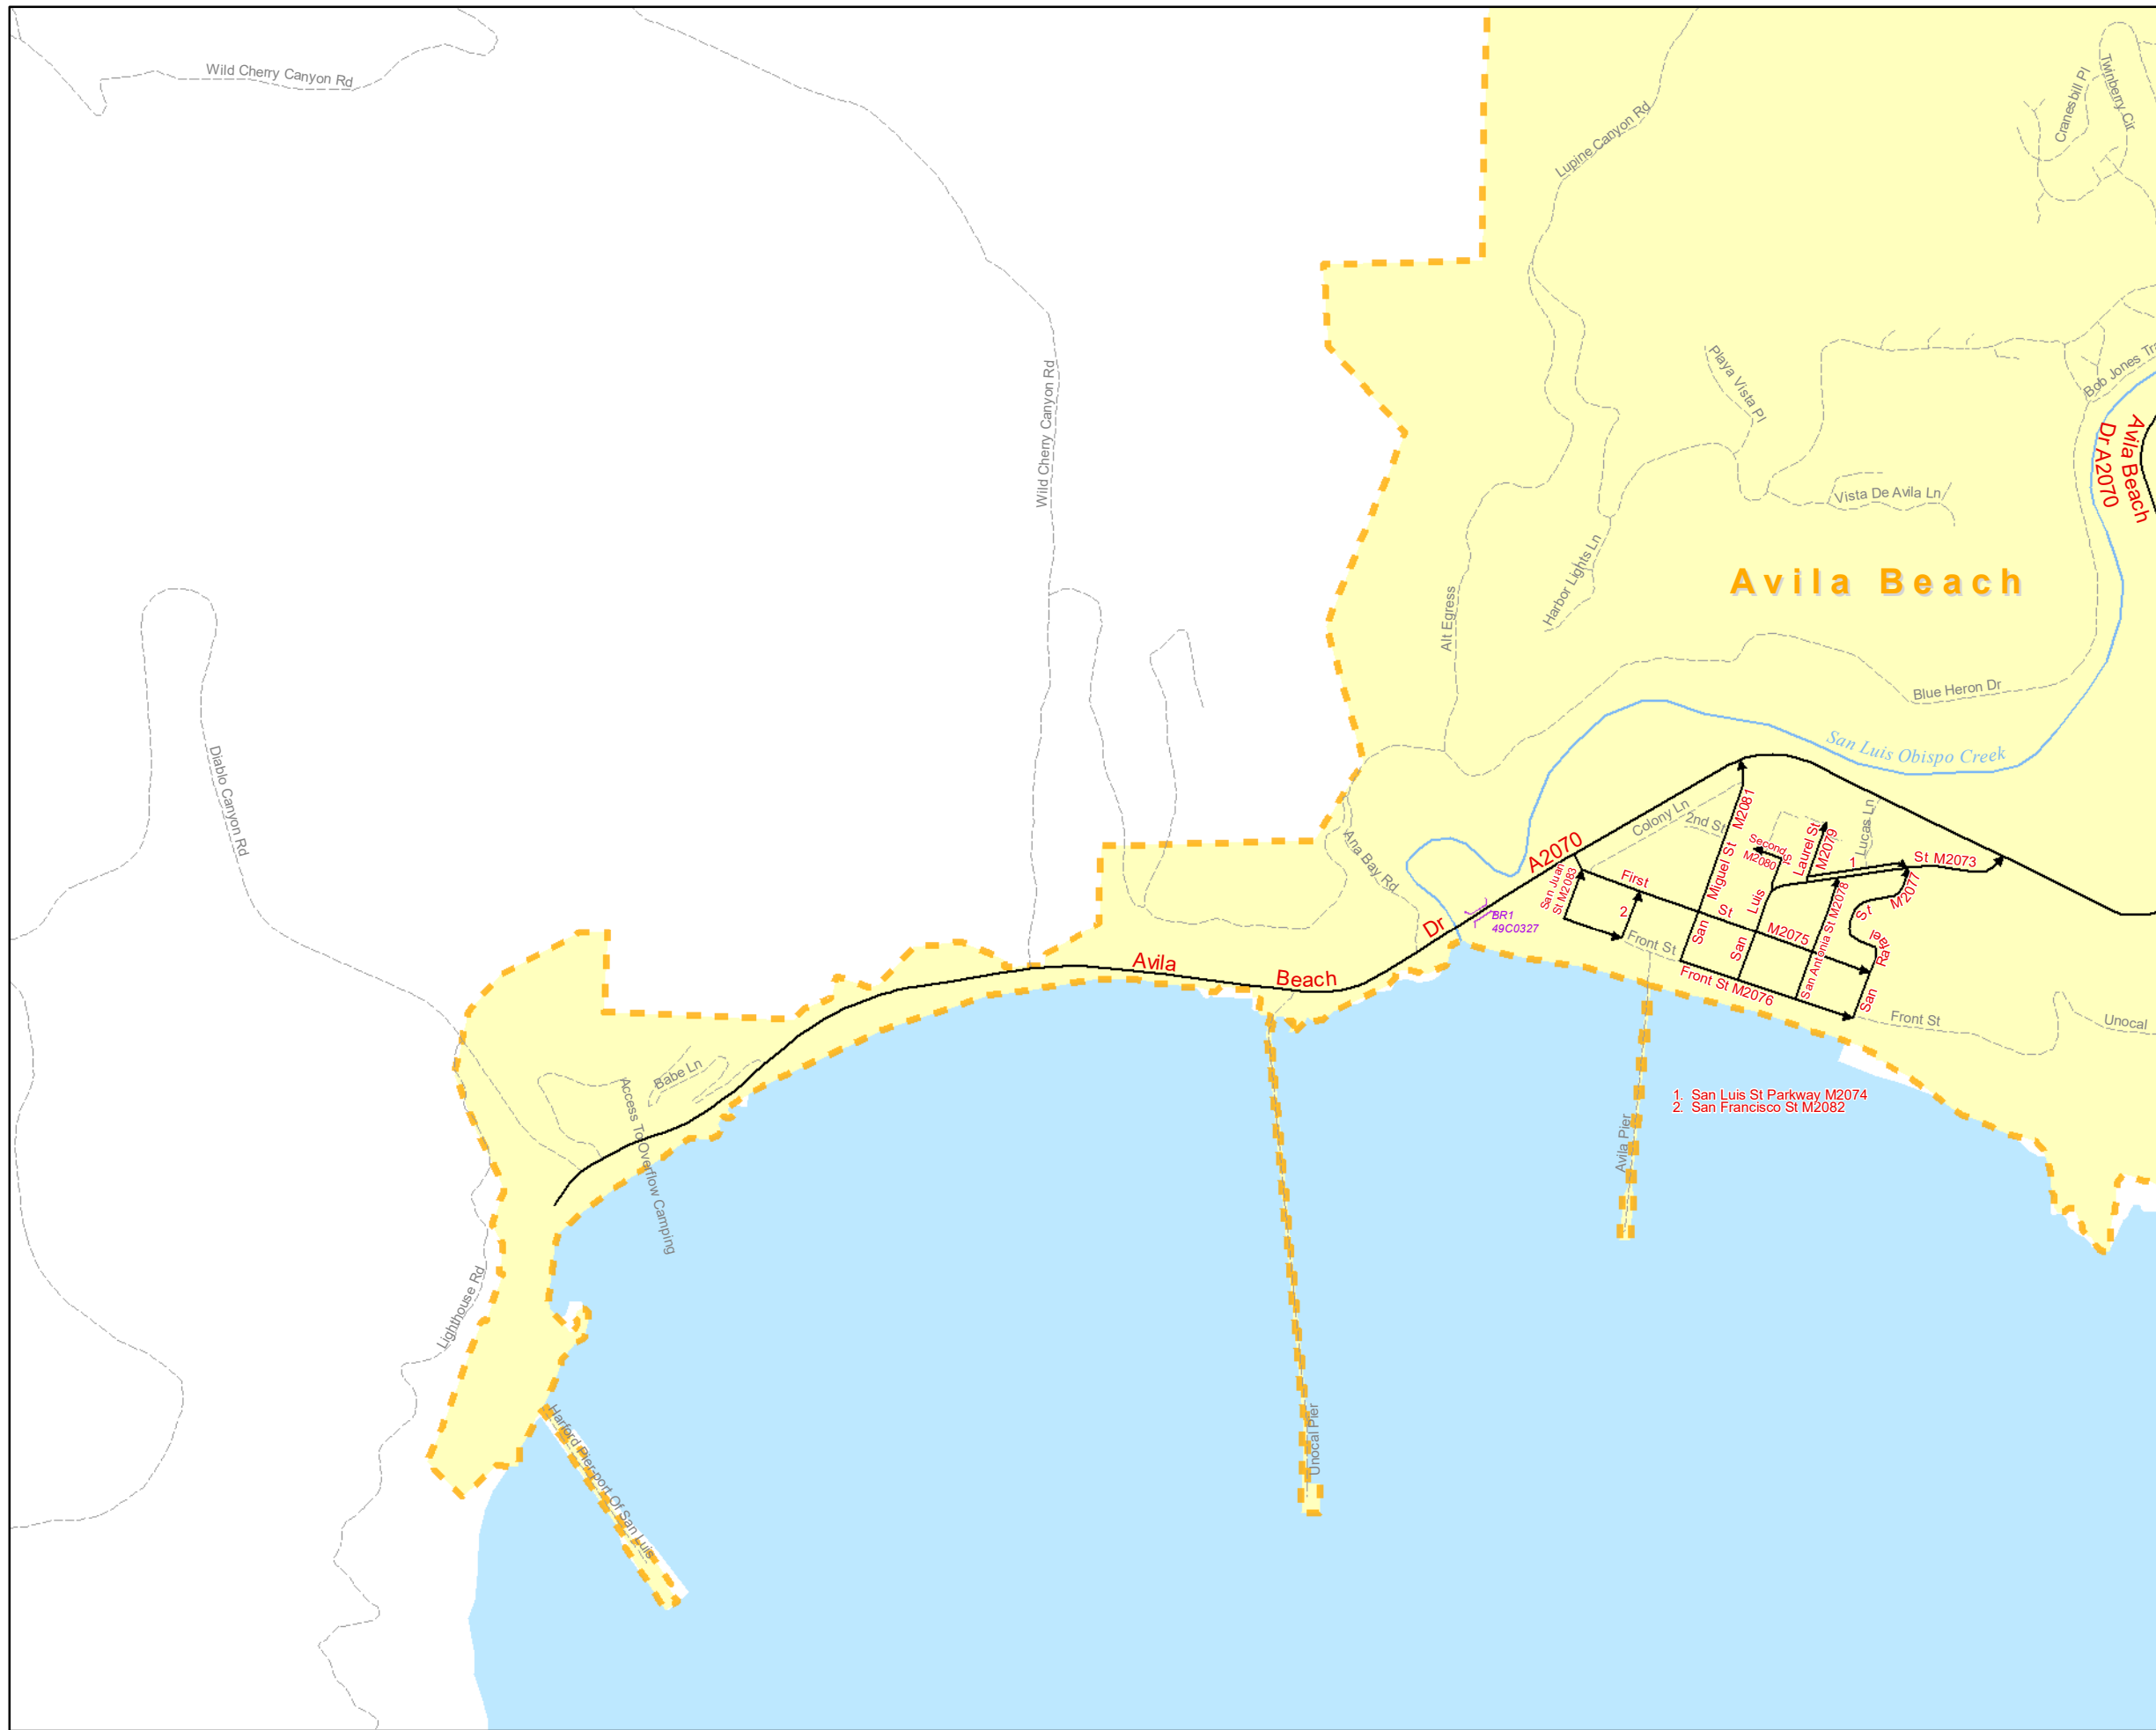 Wild Cherry Canyon Rd
Lupine Canyon Rd
Cranesbill Pl
Twinberry Cir
Wild Cherry Canyon Rd
Playa Vista Pl
Bob Jones Tr
Avila Beach
Dr A2070
Vista De Avila Ln
Harbor Lights Ln
Alt Egress
Avila Beach
Blue Heron Dr
San Luis Obispo Creek
Diablo Canyon Rd
Colony Ln
2nd St
Lucas Ln
San Miguel St M2081
Second St
M2080
Laurel St
M2079
1
St M2073
A2070
Ana Bay Rd
San Juan
St M2083
First St M2075
2
San Luis
San Antonia St M2078
San Rafael St M2077
BR1
49C0327
Front St
Front St M2076
Avila Beach Dr
Front St
Unocal
Babe Ln
Access To Overflow Camping
1. San Luis St Parkway M2074
2. San Francisco St M2082
Avila Pier
Lighthouse Rd
Unocal Pier
Harford Pier-port Of San Luis